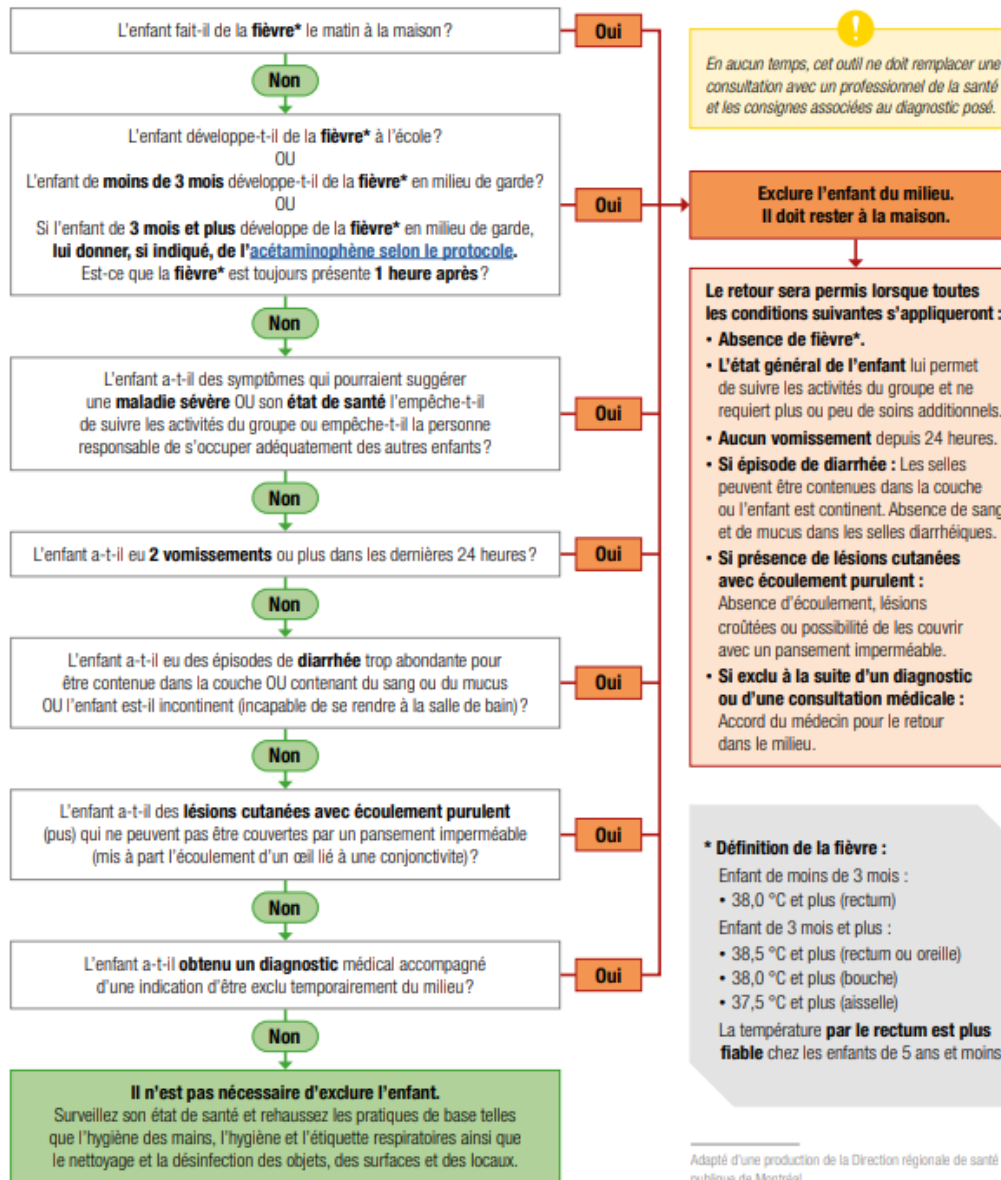 L'enfant fait-il de la fièvre* le matin à la maison ?
Oui
Non
L'enfant développe-t-il de la fièvre* à l'école ?
OU
L'enfant de moins de 3 mois développe-t-il de la fièvre* en milieu de garde ?
OU
Si l'enfant de 3 mois et plus développe de la fièvre* en milieu de garde,
lui donner, si indiqué, de l'acétaminophène selon le protocole.
Est-ce que la fièvre* est toujours présente 1 heure après ?
Oui
Non
L'enfant a-t-il des symptômes qui pourraient suggérer
une maladie sévère OU son état de santé l'empêche-t-il
de suivre les activités du groupe ou empêche-t-il la personne
responsable de s'occuper adéquatement des autres enfants ?
Oui
Non
L'enfant a-t-il eu 2 vomissements ou plus dans les dernières 24 heures ?
Oui
Non
L'enfant a-t-il eu des épisodes de diarrhée trop abondante pour
être contenue dans la couche OU contenant du sang ou du mucus
OU l'enfant est-il incontinent (incapable de se rendre à la salle de bain) ?
Oui
Non
L'enfant a-t-il des lésions cutanées avec écoulement purulent
(pus) qui ne peuvent pas être couvertes par un pansement imperméable
(mis à part l'écoulement d'un œil lié à une conjonctivite) ?
Oui
Non
L'enfant a-t-il obtenu un diagnostic médical accompagné
d'une indication d'être exclu temporairement du milieu ?
Oui
Non
Il n'est pas nécessaire d'exclure l'enfant.
Surveillez son état de santé et rehaussez les pratiques de base telles
que l'hygiène des mains, l'hygiène et l'étiquette respiratoires ainsi que
le nettoyage et la désinfection des objets, des surfaces et des locaux.
!
En aucun temps, cet outil ne doit remplacer une
consultation avec un professionnel de la santé
et les consignes associées au diagnostic posé.
Exclure l'enfant du milieu.
Il doit rester à la maison.
Le retour sera permis lorsque toutes
les conditions suivantes s'appliqueront :
• Absence de fièvre*.
• L'état général de l'enfant lui permet
de suivre les activités du groupe et ne
requiert plus ou peu de soins additionnels.
• Aucun vomissement depuis 24 heures.
• Si épisode de diarrhée : Les selles
peuvent être contenues dans la couche
ou l'enfant est continent. Absence de sang
et de mucus dans les selles diarrhéiques.
• Si présence de lésions cutanées
avec écoulement purulent :
Absence d'écoulement, lésions
croûtées ou possibilité de les couvrir
avec un pansement imperméable.
• Si exclu à la suite d'un diagnostic
ou d'une consultation médicale :
Accord du médecin pour le retour
dans le milieu.
* Définition de la fièvre :
Enfant de moins de 3 mois :
• 38,0 °C et plus (rectum)
Enfant de 3 mois et plus :
• 38,5 °C et plus (rectum ou oreille)
• 38,0 °C et plus (bouche)
• 37,5 °C et plus (aisselle)
La température par le rectum est plus
fiable chez les enfants de 5 ans et moins
Adapté d'une production de la Direction régionale de santé
publique de Montréal